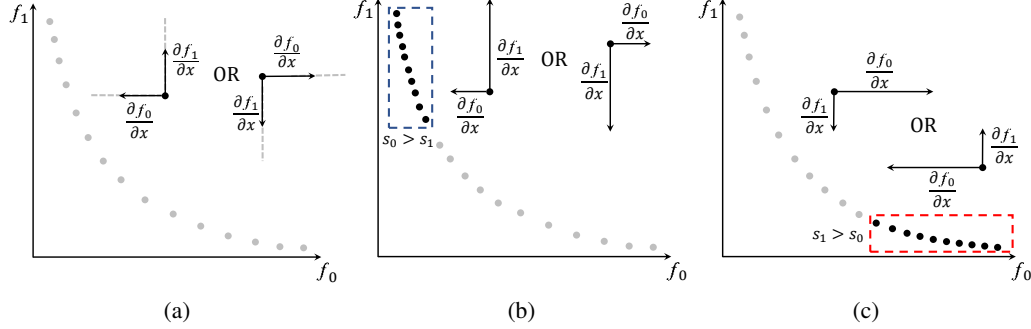 f₁
∂f₁/∂x
OR
∂f₀/∂x
∂f₀/∂x
∂f₁/∂x
f₀
(a)
f₁
∂f₁/∂x
OR
∂f₀/∂x
∂f₀/∂x
∂f₁/∂x
s₀ > s₁
f₀
(b)
f₁
∂f₀/∂x
∂f₁/∂x
OR
∂f₁/∂x
∂f₀/∂x
s₁ > s₀
f₀
(c)